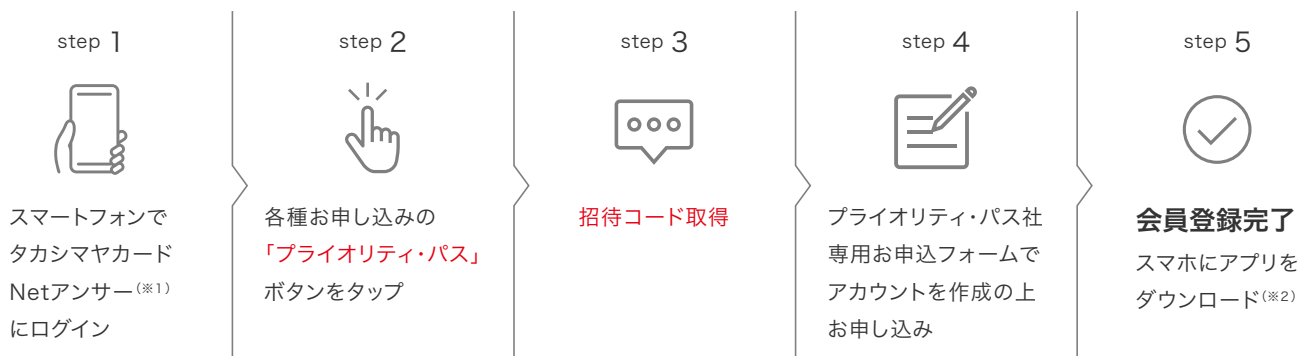 step 1
スマートフォンで
タカシマヤカード
Netアンサー(※1)
にログイン
step 2
各種お申し込みの
「プライオリティ・パス」
ボタンをタップ
step 3
招待コード取得
step 4
プライオリティ・パス社
専用お申込フォームで
アカウントを作成の上
お申し込み
step 5
会員登録完了
スマホにアプリを
ダウンロード(※2)